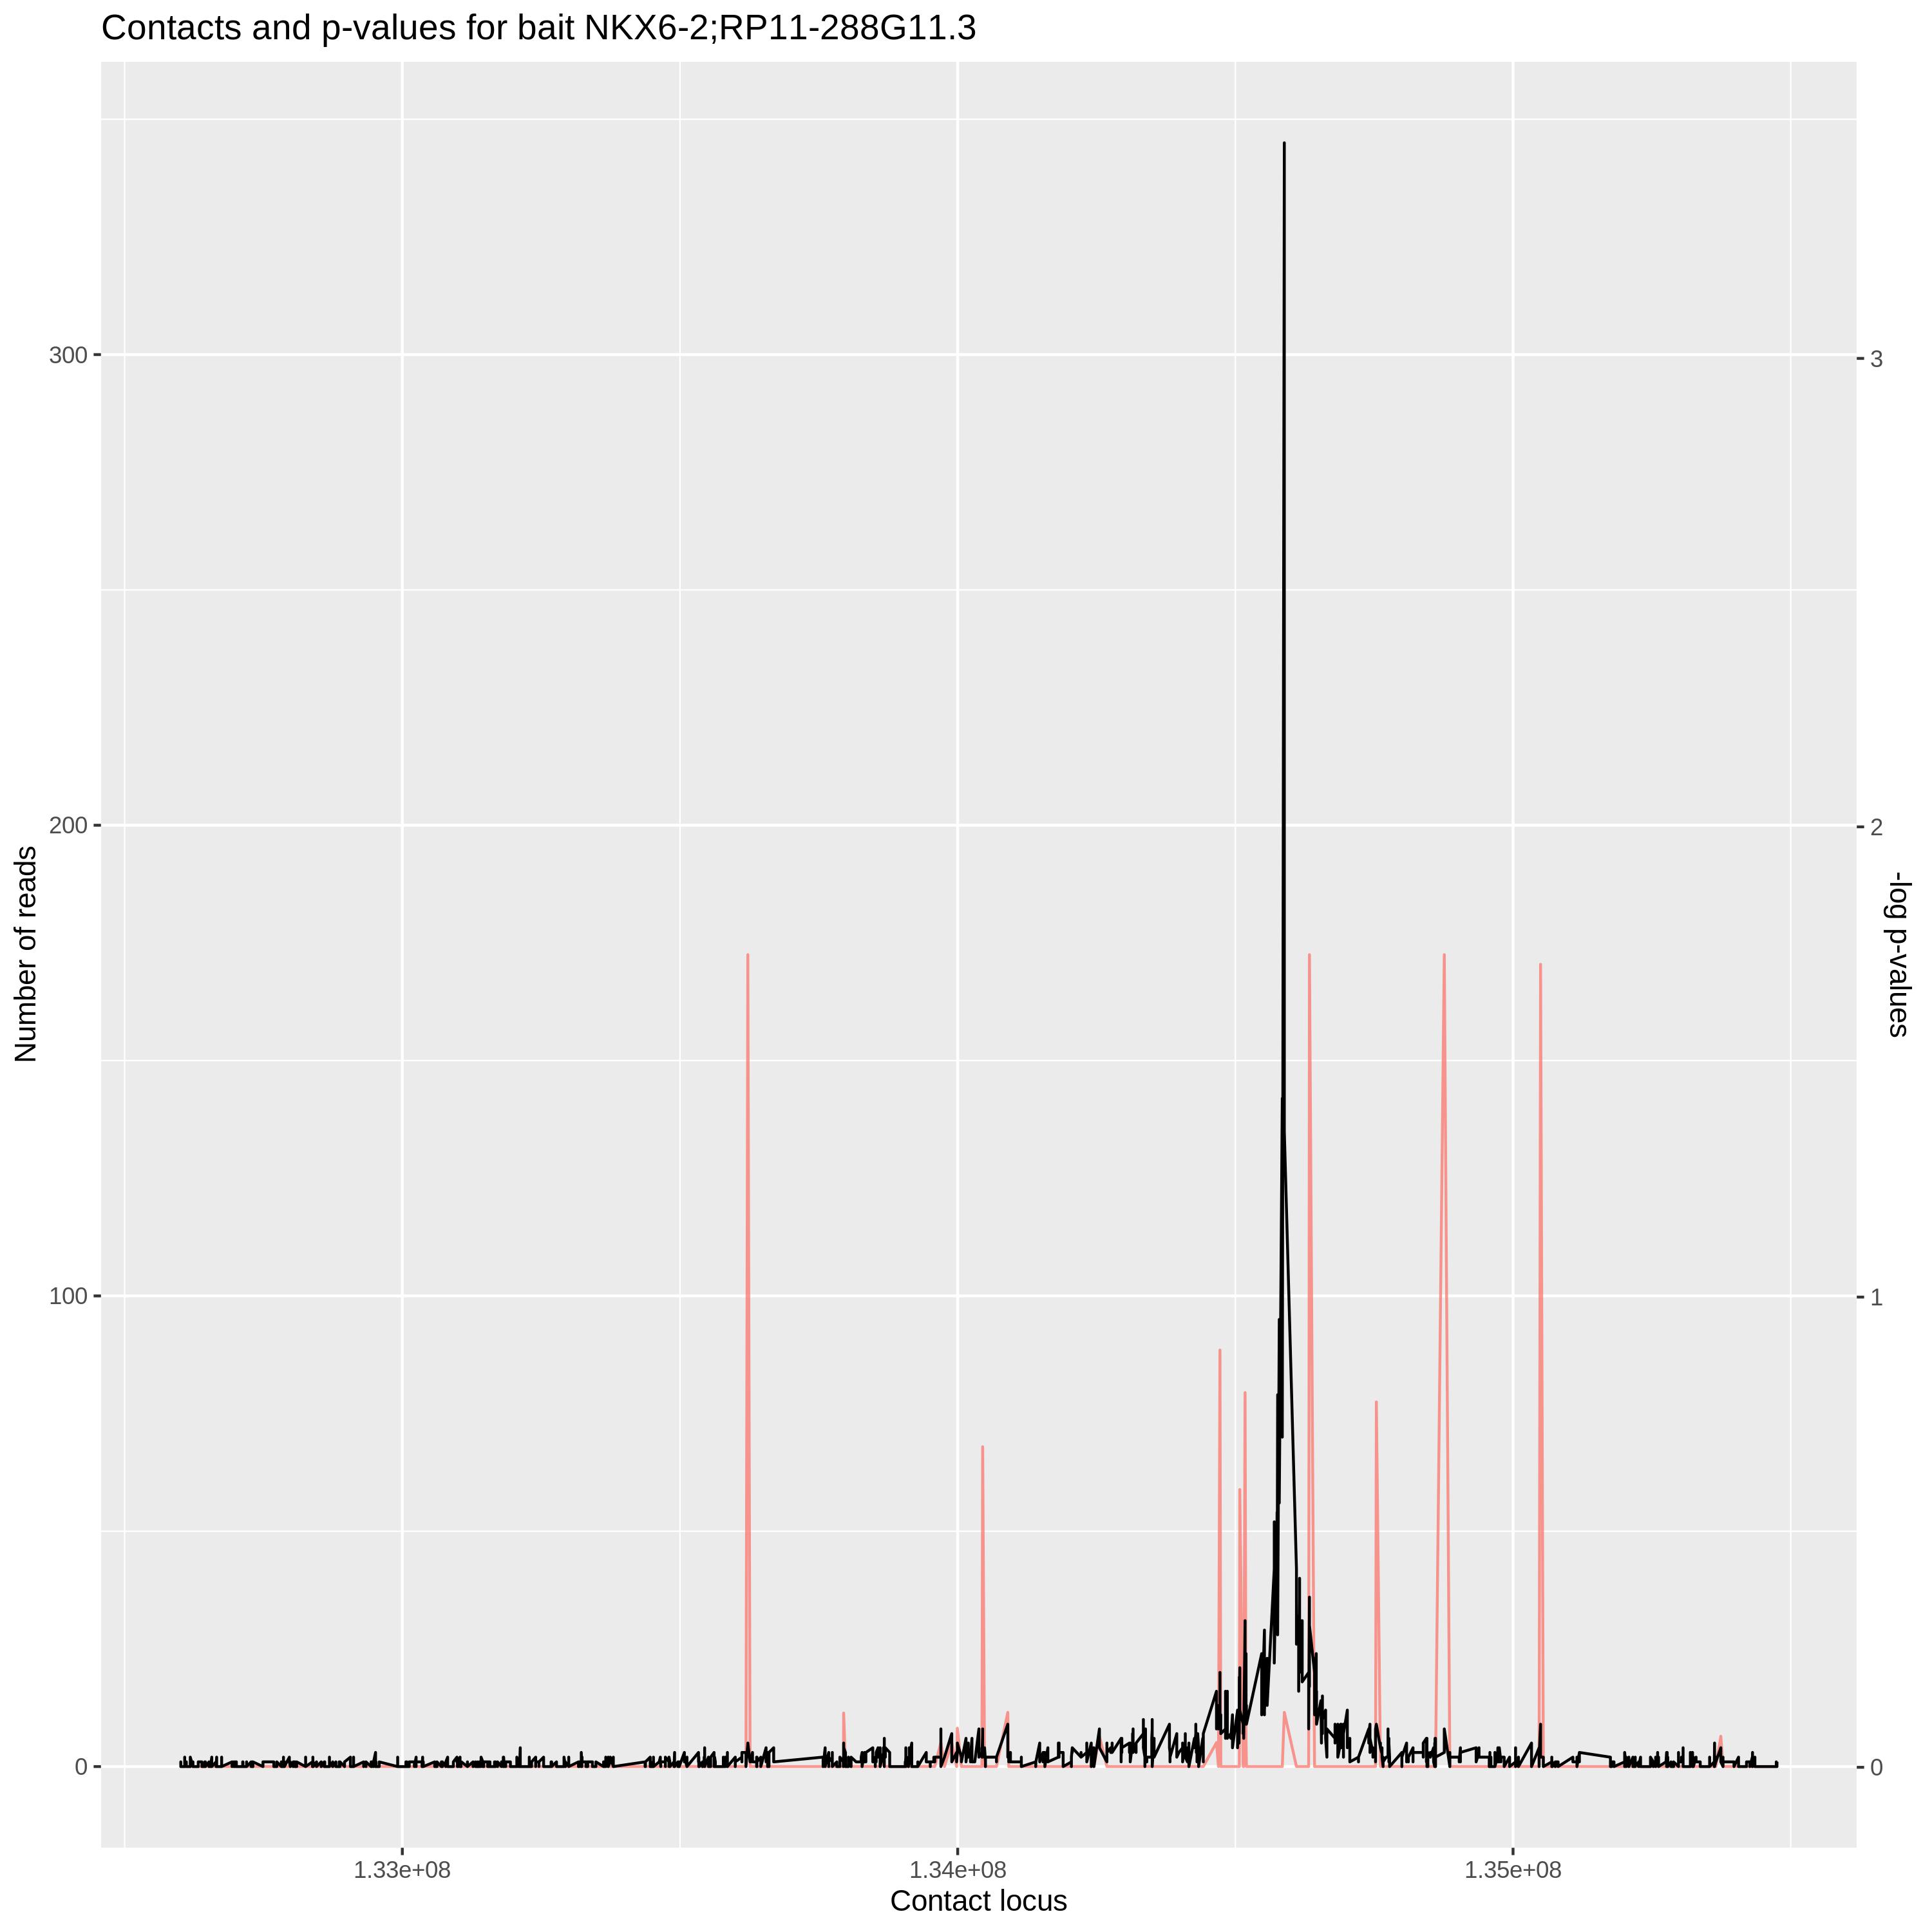 Contacts and p-values for bait NKX6-2;RP11-288G11.3
300
200
100
0
Number of reads
3
2
1
0
-log p-values
1.33e+08
1.34e+08
1.35e+08
Contact locus